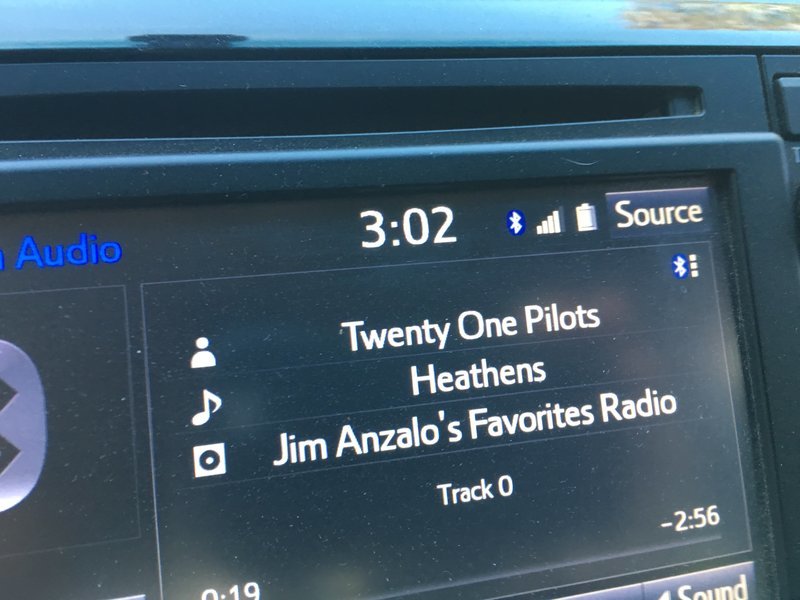 Audio
3:02
Source
Twenty One Pilots
Heathens
Jim Anzalo's Favorites Radio
Track 0
-2:56
0:19
Sound